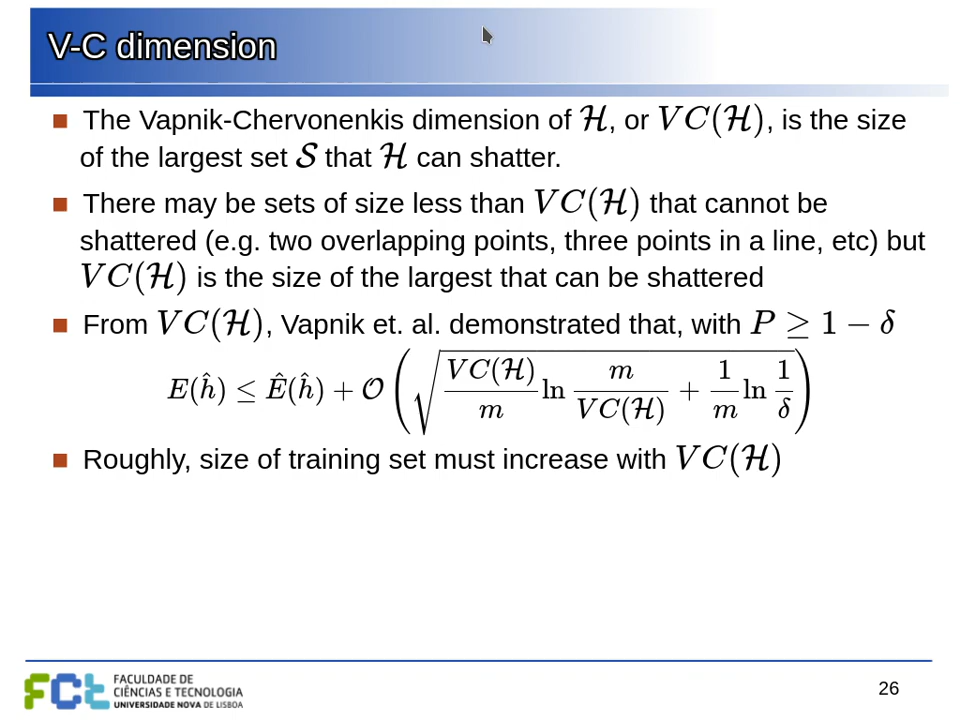 V-C dimension
■ The Vapnik-Chervonenkis dimension of ℋ, or VC(ℋ), is the size
of the largest set 𝒮 that ℋ can shatter.
■ There may be sets of size less than VC(ℋ) that cannot be
shattered (e.g. two overlapping points, three points in a line, etc) but
VC(ℋ) is the size of the largest that can be shattered
■ From VC(ℋ), Vapnik et. al. demonstrated that, with P ≥ 1 − δ
E(ĥ) ≤ Ê(ĥ) + 𝒪(√(VC(ℋ)/m ln m/VC(ℋ) + 1/m ln 1/δ))
■ Roughly, size of training set must increase with VC(ℋ)
FCt
FACULDADE DE
CIÊNCIAS E TECNOLOGIA
UNIVERSIDADE NOVA DE LISBOA
26